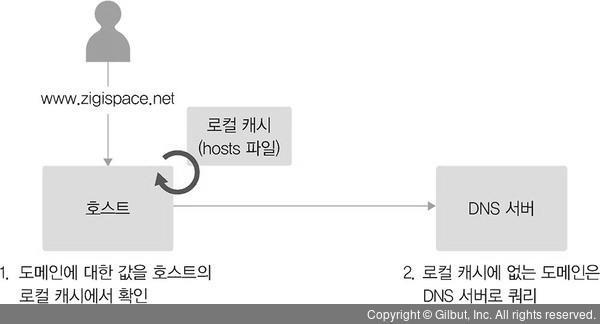 www.zigispace.net
로컬 캐시
(hosts 파일)
호스트
DNS 서버
1. 도메인에 대한 값을 호스트의
로컬 캐시에서 확인
2. 로컬 캐시에 없는 도메인은
DNS 서버로 쿼리
Copyright © Gilbut, Inc. All rights reserved.